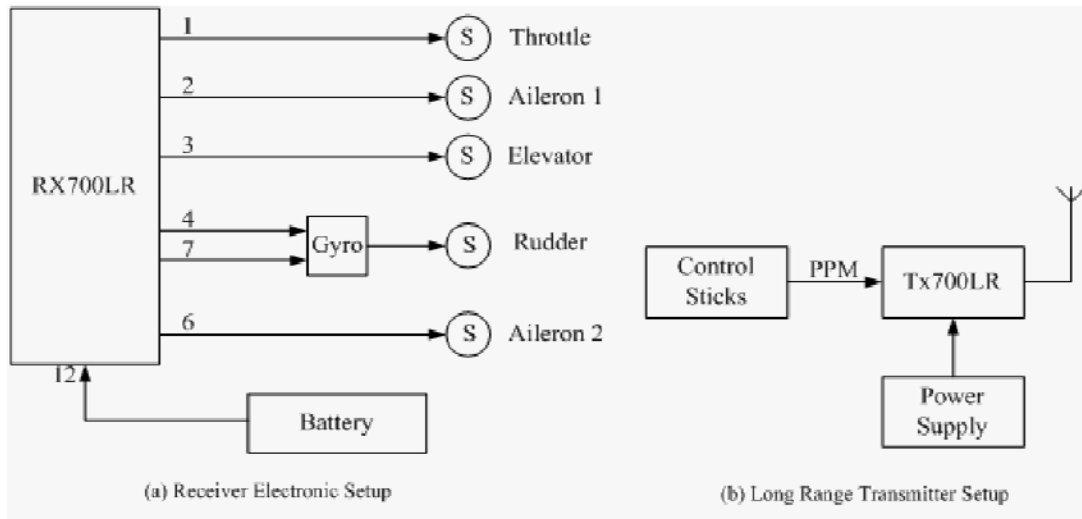 1
S
Throttle
2
S
Aileron 1
3
S
Elevator
RX700LR
4
7
Gyro
S
Rudder
6
S
Aileron 2
12
Battery
(a) Receiver Electronic Setup
Control
Sticks
PPM
Tx700LR
Power
Supply
(b) Long Range Transmitter Setup